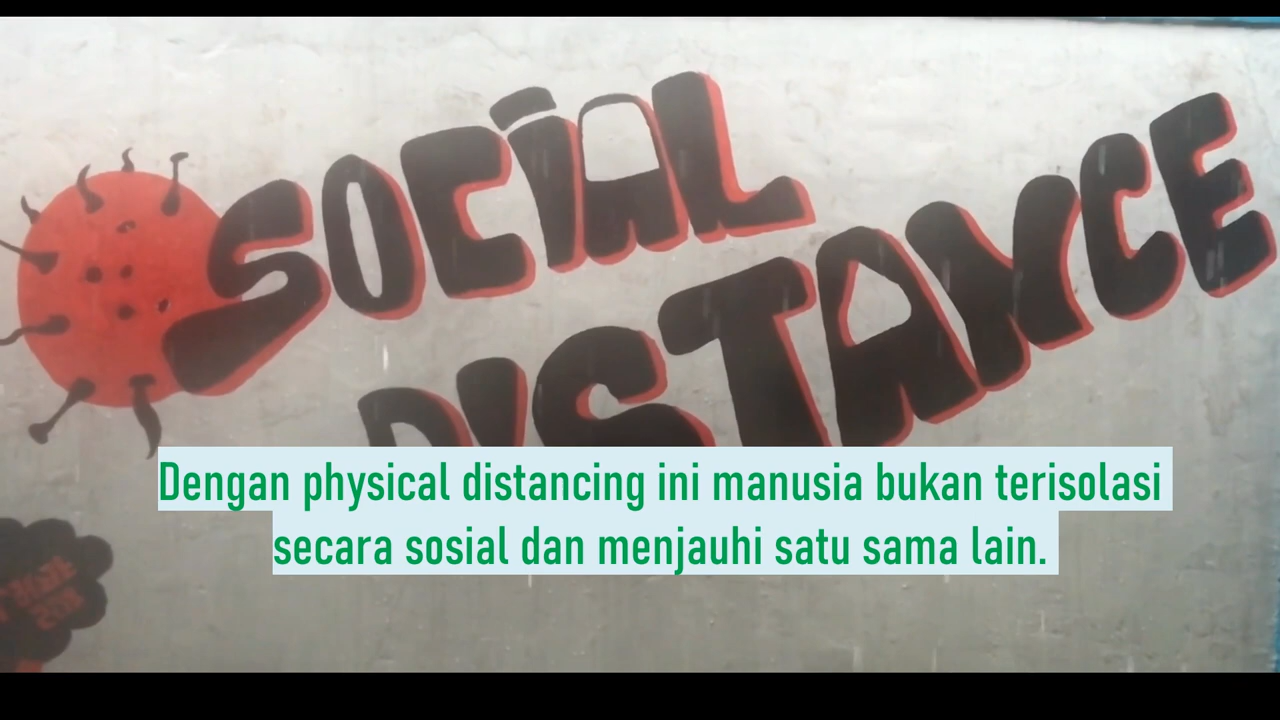 SOCIAL
DISTANCE
Dengan physical distancing ini manusia bukan terisolasi
secara sosial dan menjauhi satu sama lain.